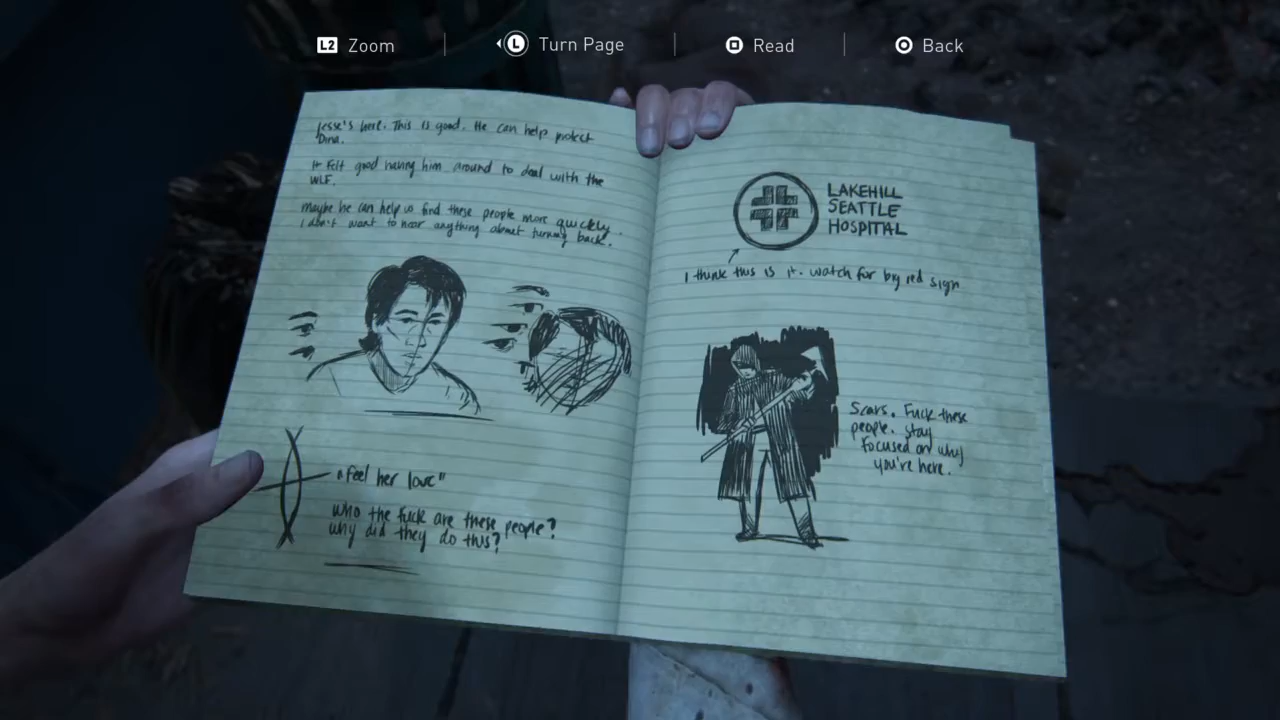 L2 Zoom
L Turn Page
Read
Back
Jesse's here. This is good. He can help protect
Dina.
It felt good having him around to deal with the
WLF.
maybe he can help us find these people more quickly.
I don't want to hear anything about turning back.
"Feel her love"
Who the fuck are these people?
why did they do this?
LAKEHILL
SEATTLE
HOSPITAL
I think this is it. watch for big red sign
Scars. Fuck these
people. Stay
focused on why
you're here.